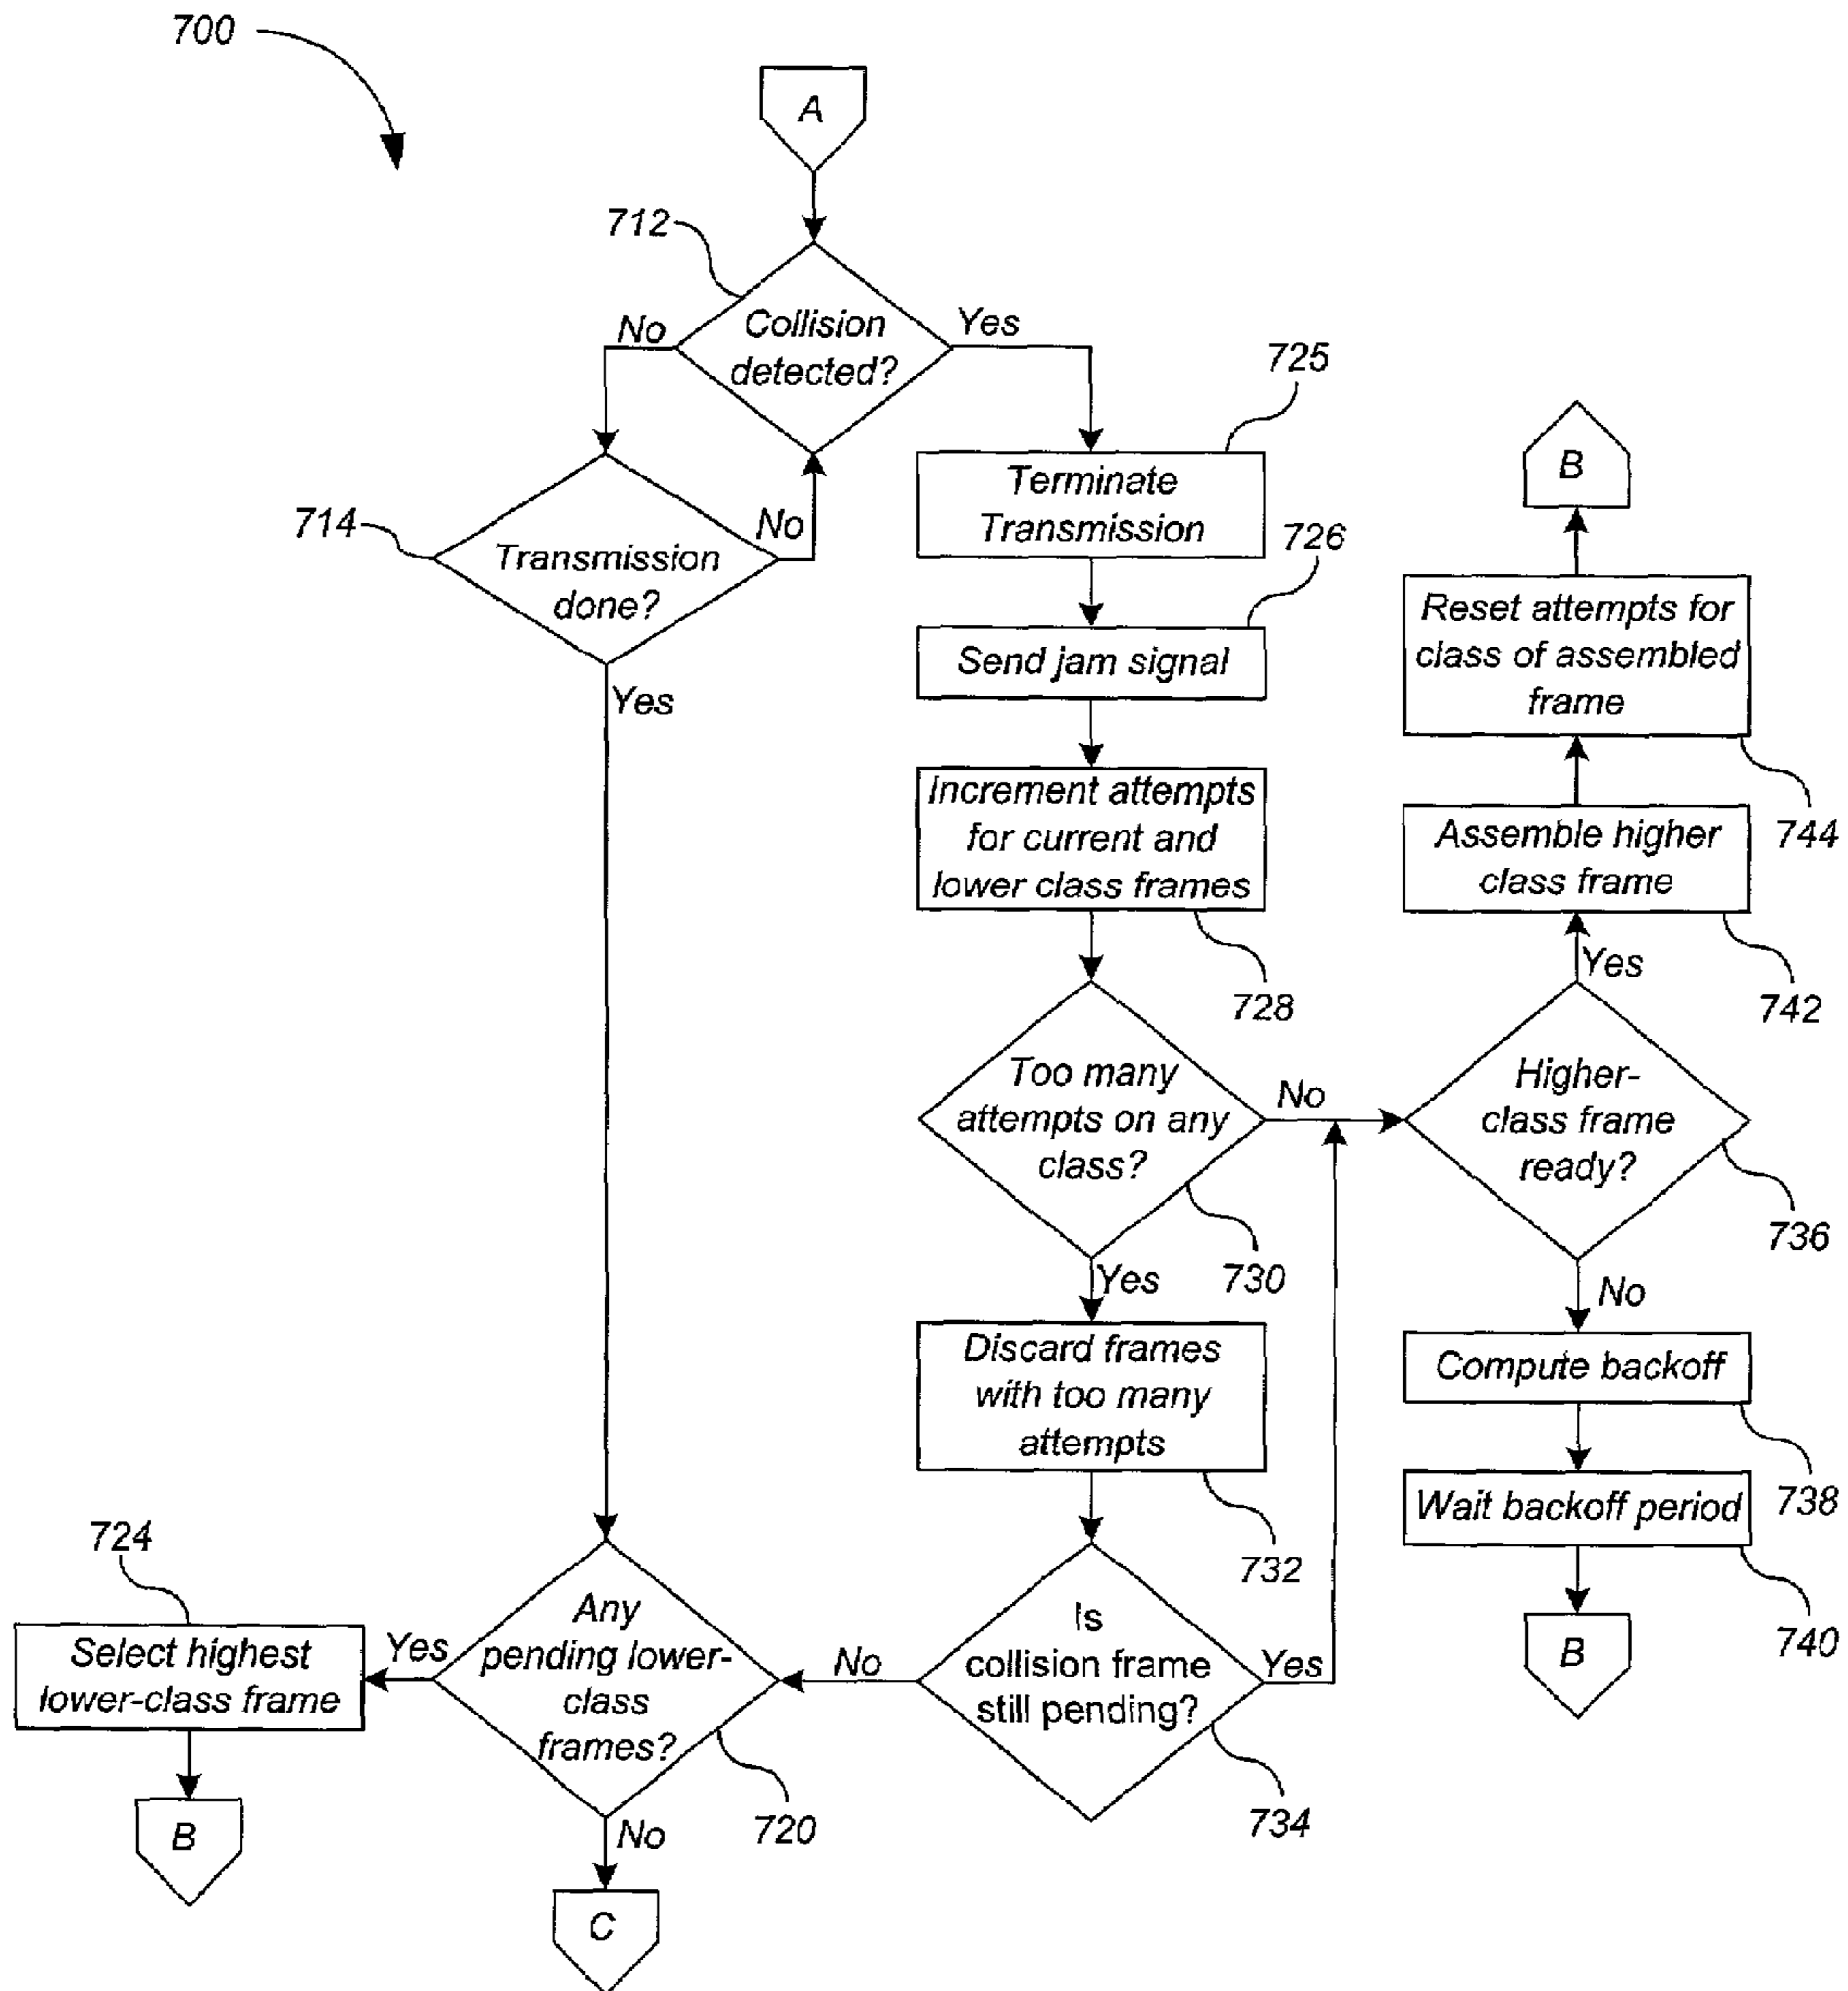 700
A
712
No
Collision
detected?
Yes
725
714
Transmission
done?
No
Terminate
Transmission
726
B
Yes
Send jam signal
Reset attempts for
class of assembled
frame
744
Increment attempts
for current and
lower class frames
728
Assemble higher
class frame
742
Yes
Too many
attempts on any
class?
No
730
Higher-
class frame
ready?
736
Yes
No
Discard frames
with too many
attempts
732
Compute backoff
738
Wait backoff period
740
B
724
Select highest
lower-class frame
Yes
Any
pending lower-
class
frames?
720
No
Is
collision frame
still pending?
Yes
734
B
No
C